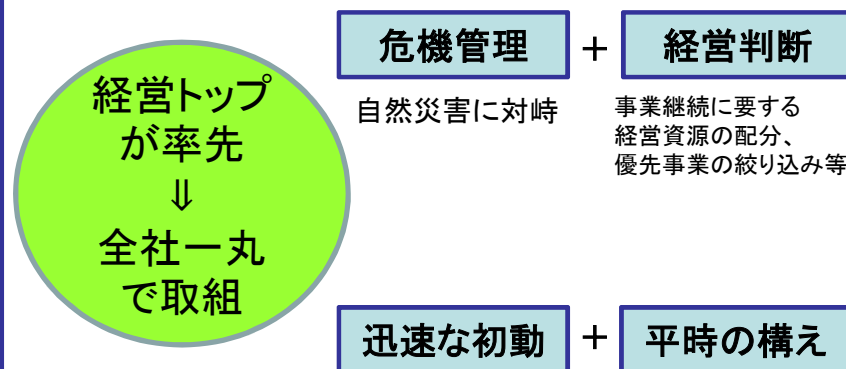 経営トップ
が率先
⇓
全社一丸
で取組
危機管理
+
経営判断
自然災害に対峙
事業継続に要する
経営資源の配分、
優先事業の絞り込み等
迅速な初動
+
平時の構え